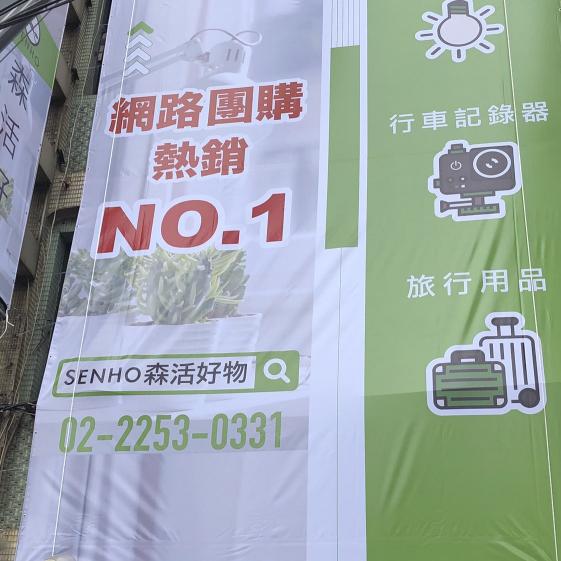 網路團購
熱銷
NO.1
SENHO森活好物
02-2253-0331
行車記錄器
旅行用品
森活